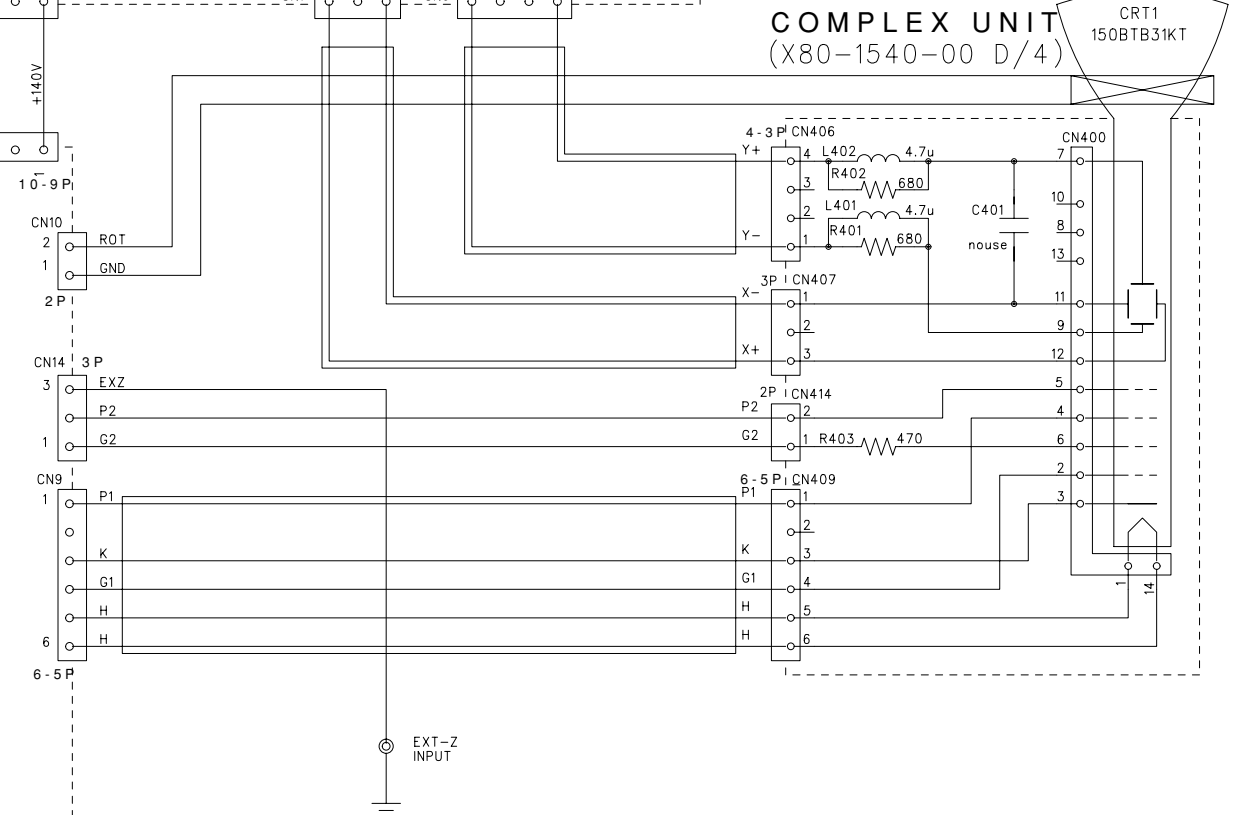 COMPLEX UNIT
(X80-1540-00 D/4)
CRT1
150BTB31KT
+140V
1
10-9P
CN10
2 ROT
1 GND
2P
4-3P CN406
Y+ 4 L402 4.7u
3 R402 680
2 L401 4.7u
Y- 1 R401 680
C401
nouse
CN400
7
10
8
13
11
9
12
5
4
6
2
3
1
14
3P CN407
X- 1
2
X+ 3
CN14 3P
3 EXZ
P2
1 G2
2P CN414
P2 2
G2 1 R403 470
CN9
1 P1
K
G1
H
6 H
6-5P
6-5P CN409
P1 1
2
K 3
G1 4
H 5
H 6
EXT-Z
INPUT